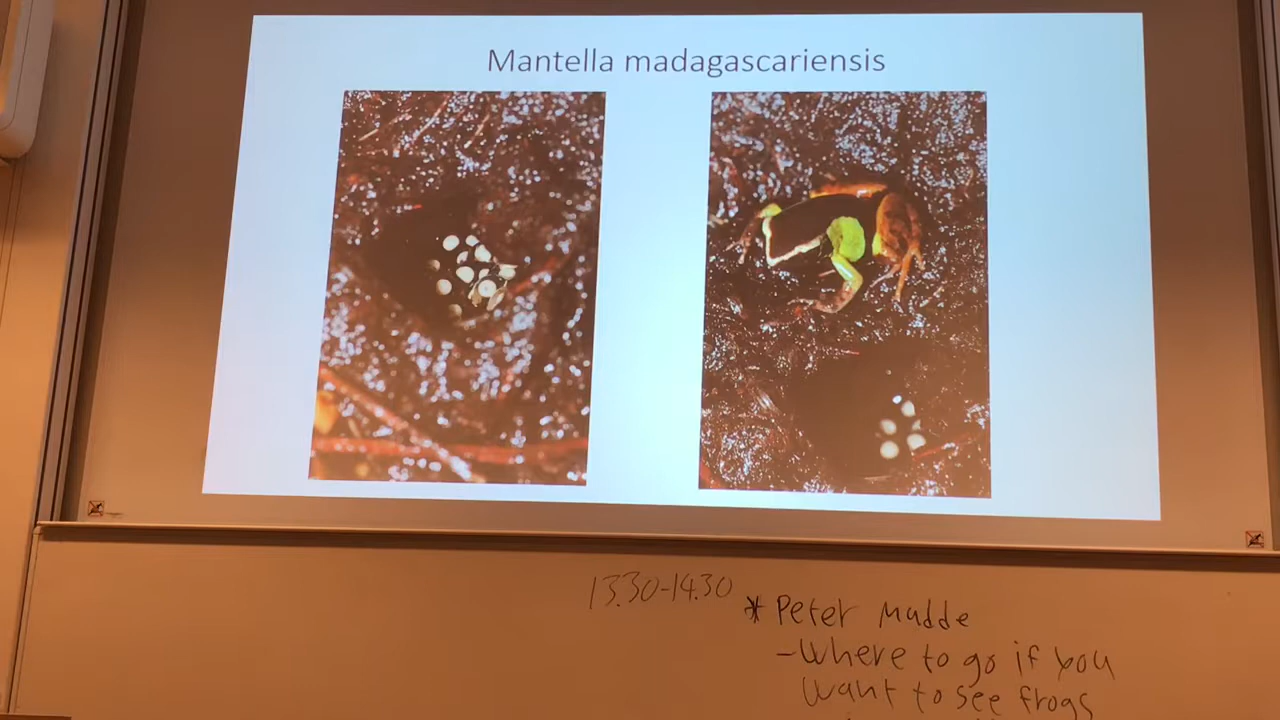 Mantella madagascariensis
13.30-14.30
* Peter Mudde
- Where to go if you
want to see frogs